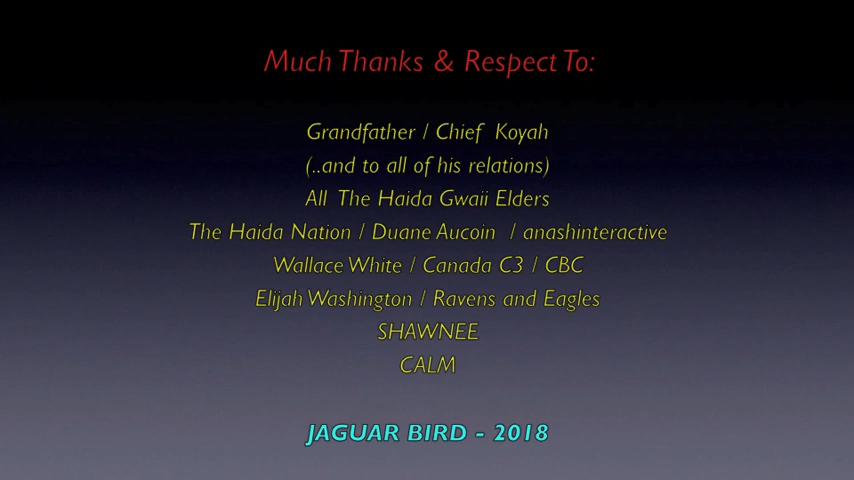 Much Thanks & Respect To:
Grandfather / Chief Koyah
(..and to all of his relations)
All The Haida Gwaii Elders
The Haida Nation / Duane Aucoin / anashinteractive
Wallace White / Canada C3 / CBC
Elijah Washington / Ravens and Eagles
SHAWNEE
CALM
JAGUAR BIRD - 2018